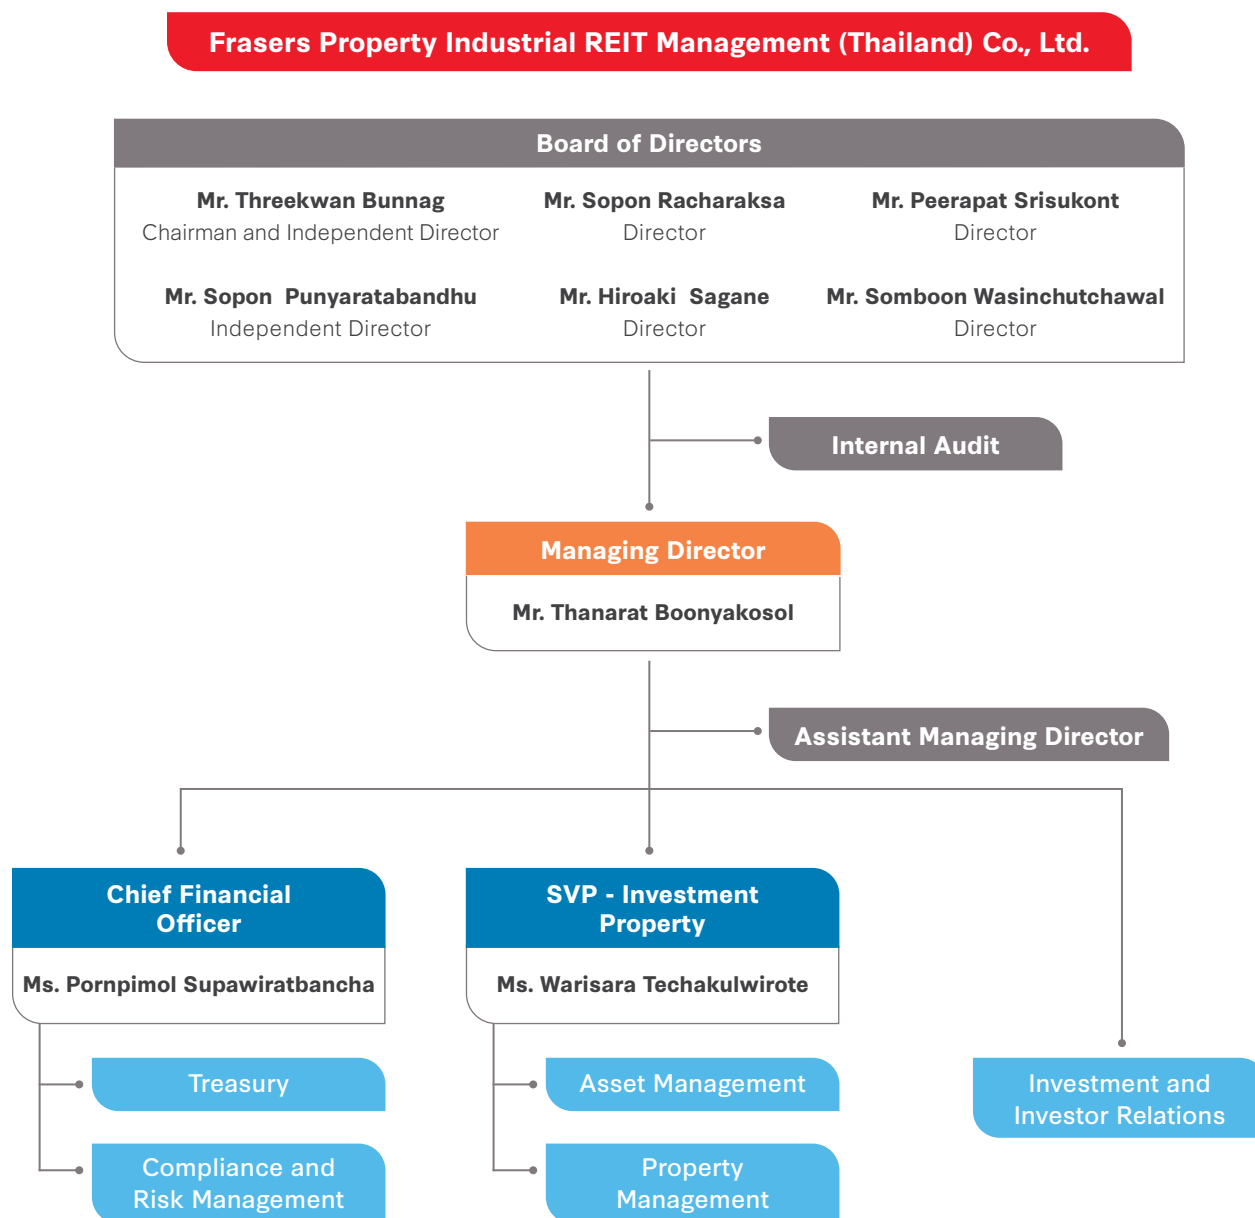 Frasers Property Industrial REIT Management (Thailand) Co., Ltd.
Board of Directors
Mr. Threekwan Bunnag
Chairman and Independent Director
Mr. Sopon Racharaksa
Director
Mr. Peerapat Srisukont
Director
Mr. Sopon Punyaratabandhu
Independent Director
Mr. Hiroaki Sagane
Director
Mr. Somboon Wasinchutchawal
Director
Internal Audit
Managing Director
Mr. Thanarat Boonyakosol
Assistant Managing Director
Chief Financial
Officer
Ms. Pornpimol Supawiratbancha
Treasury
Compliance and
Risk Management
SVP - Investment
Property
Ms. Warisara Techakulwirote
Asset Management
Property
Management
Investment and
Investor Relations